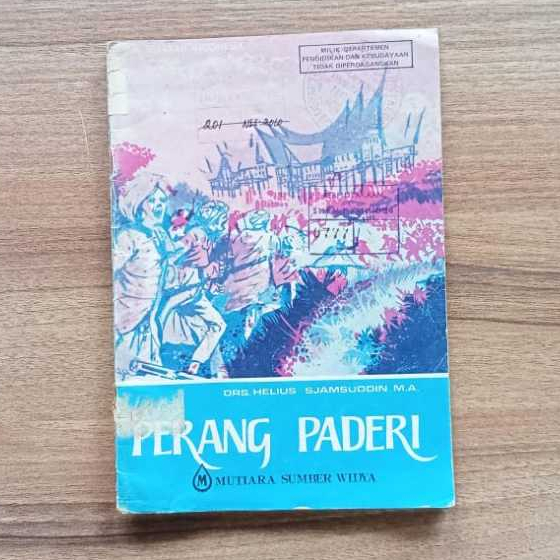 MILIK DEPARTEMEN
PENDIDIKAN DAN KEBUDAYAAN
TIDAK DIPERDAGANGKAN
DRS. HELIUS SJAMSUDDIN. M.A.
PERANG PADERI
M MUTIARA SUMBER WIDYA